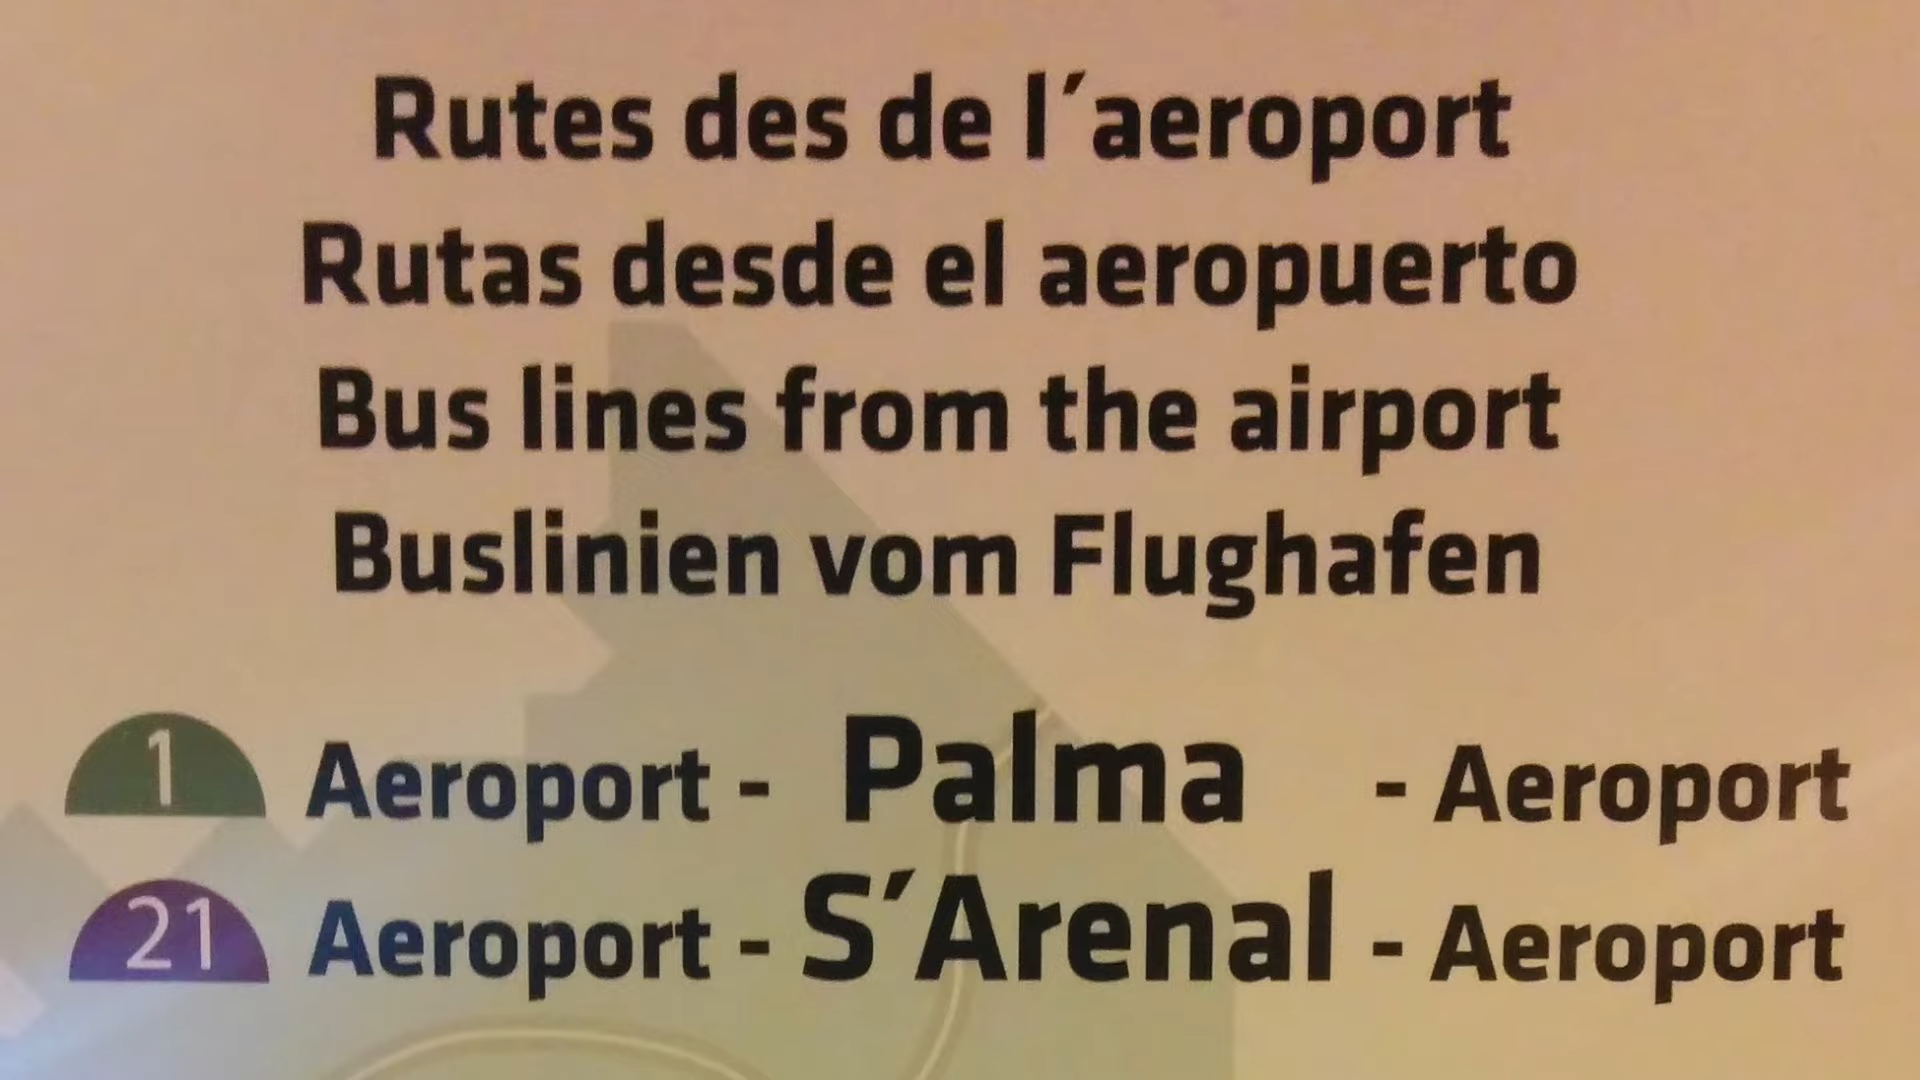 Rutes des de l´aeroport
Rutas desde el aeropuerto
Bus lines from the airport
Buslinien vom Flughafen
1 Aeroport - Palma - Aeroport
21 Aeroport - S´Arenal - Aeroport